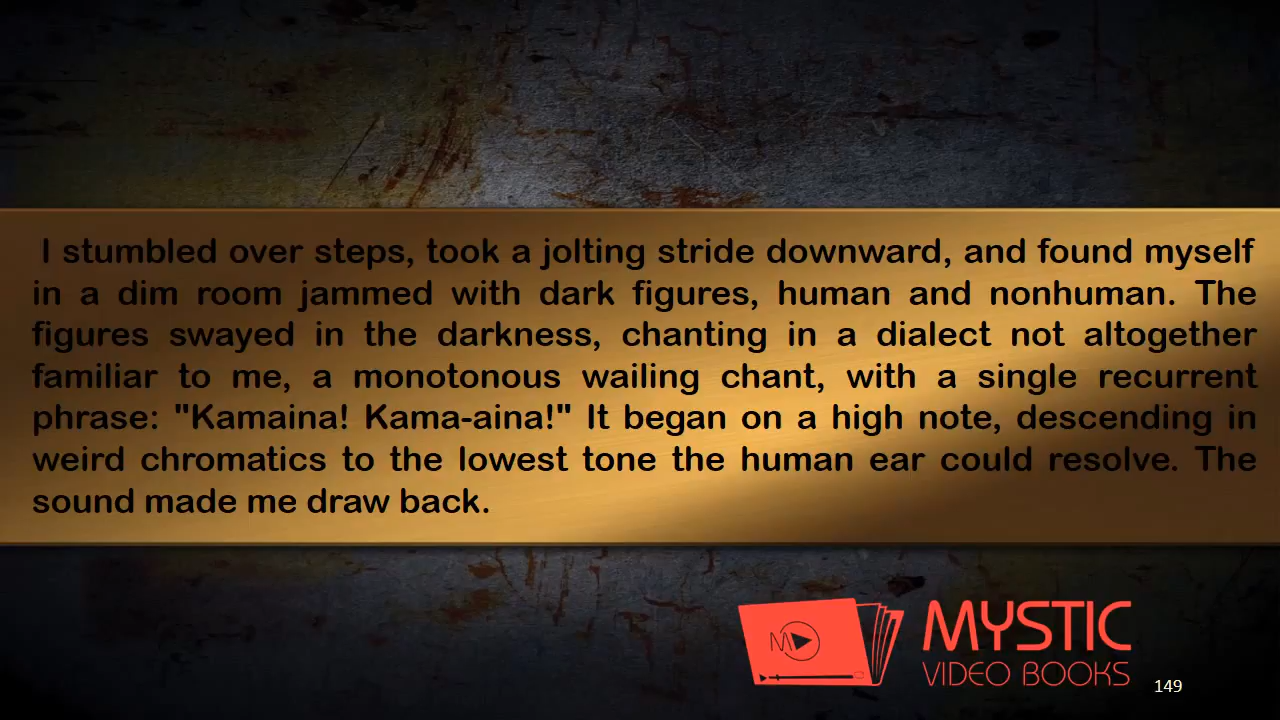 I stumbled over steps, took a jolting stride downward, and found myself
in a dim room jammed with dark figures, human and nonhuman. The
figures swayed in the darkness, chanting in a dialect not altogether
familiar to me, a monotonous wailing chant, with a single recurrent
phrase: "Kamaina! Kama-aina!" It began on a high note, descending in
weird chromatics to the lowest tone the human ear could resolve. The
sound made me draw back.
M
MYSTIC
VIDEO BOOKS
149